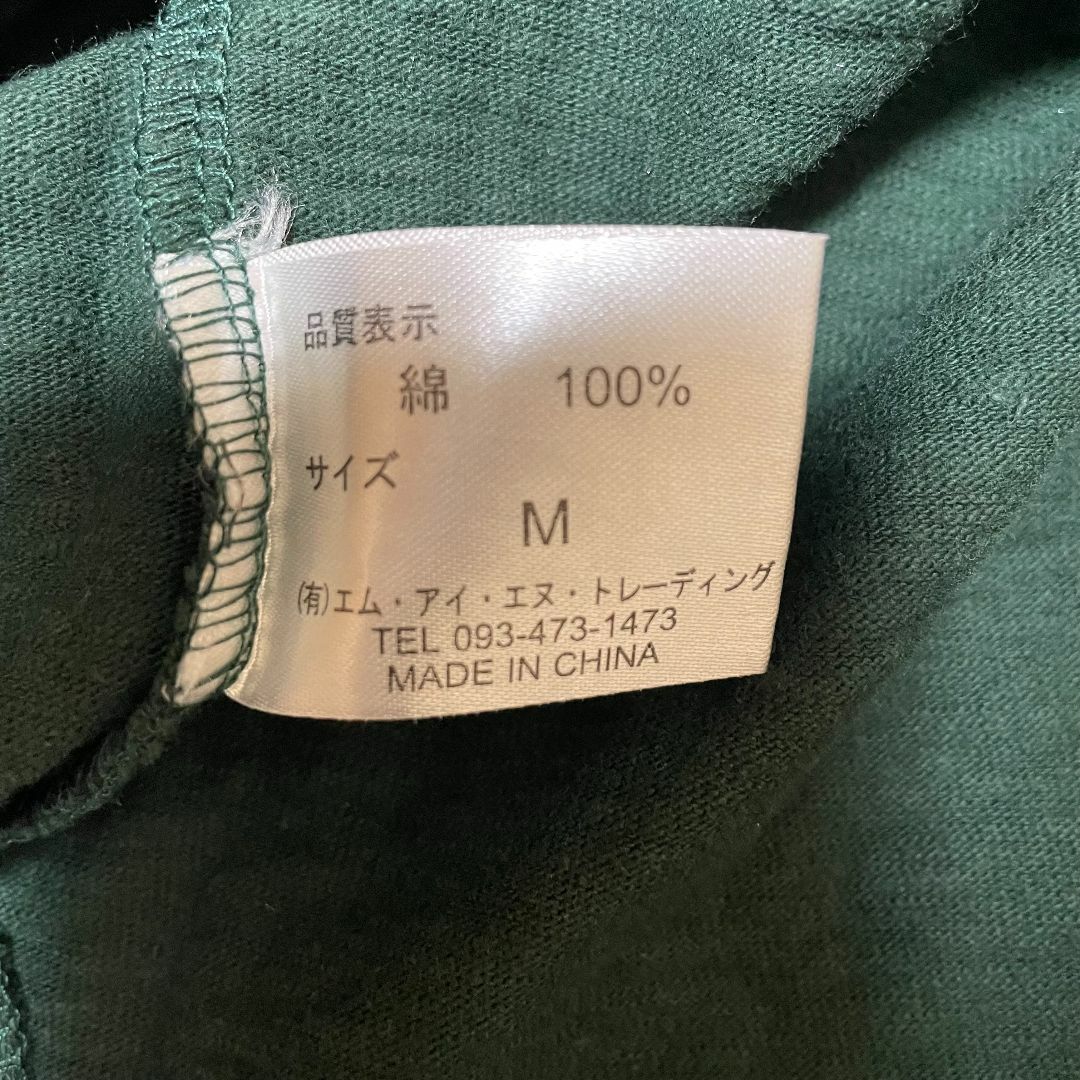 品質表示
綿 100%
サイズ
M
(有)エム・アイ・エヌ・トレーディング
TEL 093-473-1473
MADE IN CHINA